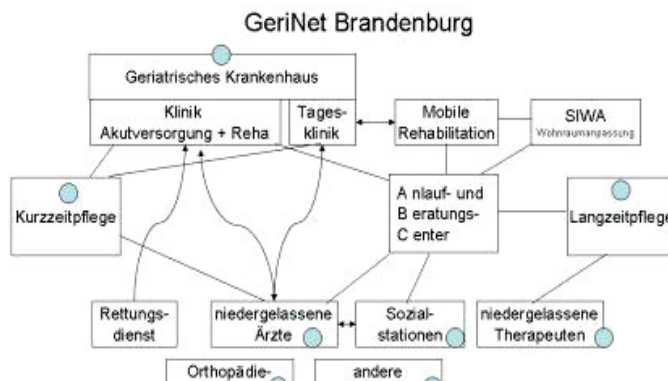 GeriNet Brandenburg
Geriatrisches Krankenhaus
Klinik
Akutversorgung + Reha
Tages-
klinik
Mobile
Rehabilitation
SIWA
Wohnraumanpassung
Kurzzeitpflege
A nlauf- und
B eratungs-
C enter
Langzeitpflege
Rettungs-
dienst
niedergelassene
Ärzte
Sozial-
stationen
niedergelassene
Therapeuten
Orthopädie-
andere